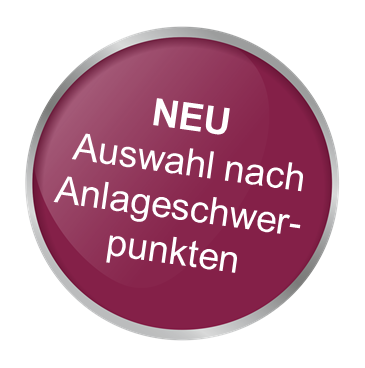 NEU
Auswahl nach
Anlageschwer-
punkten